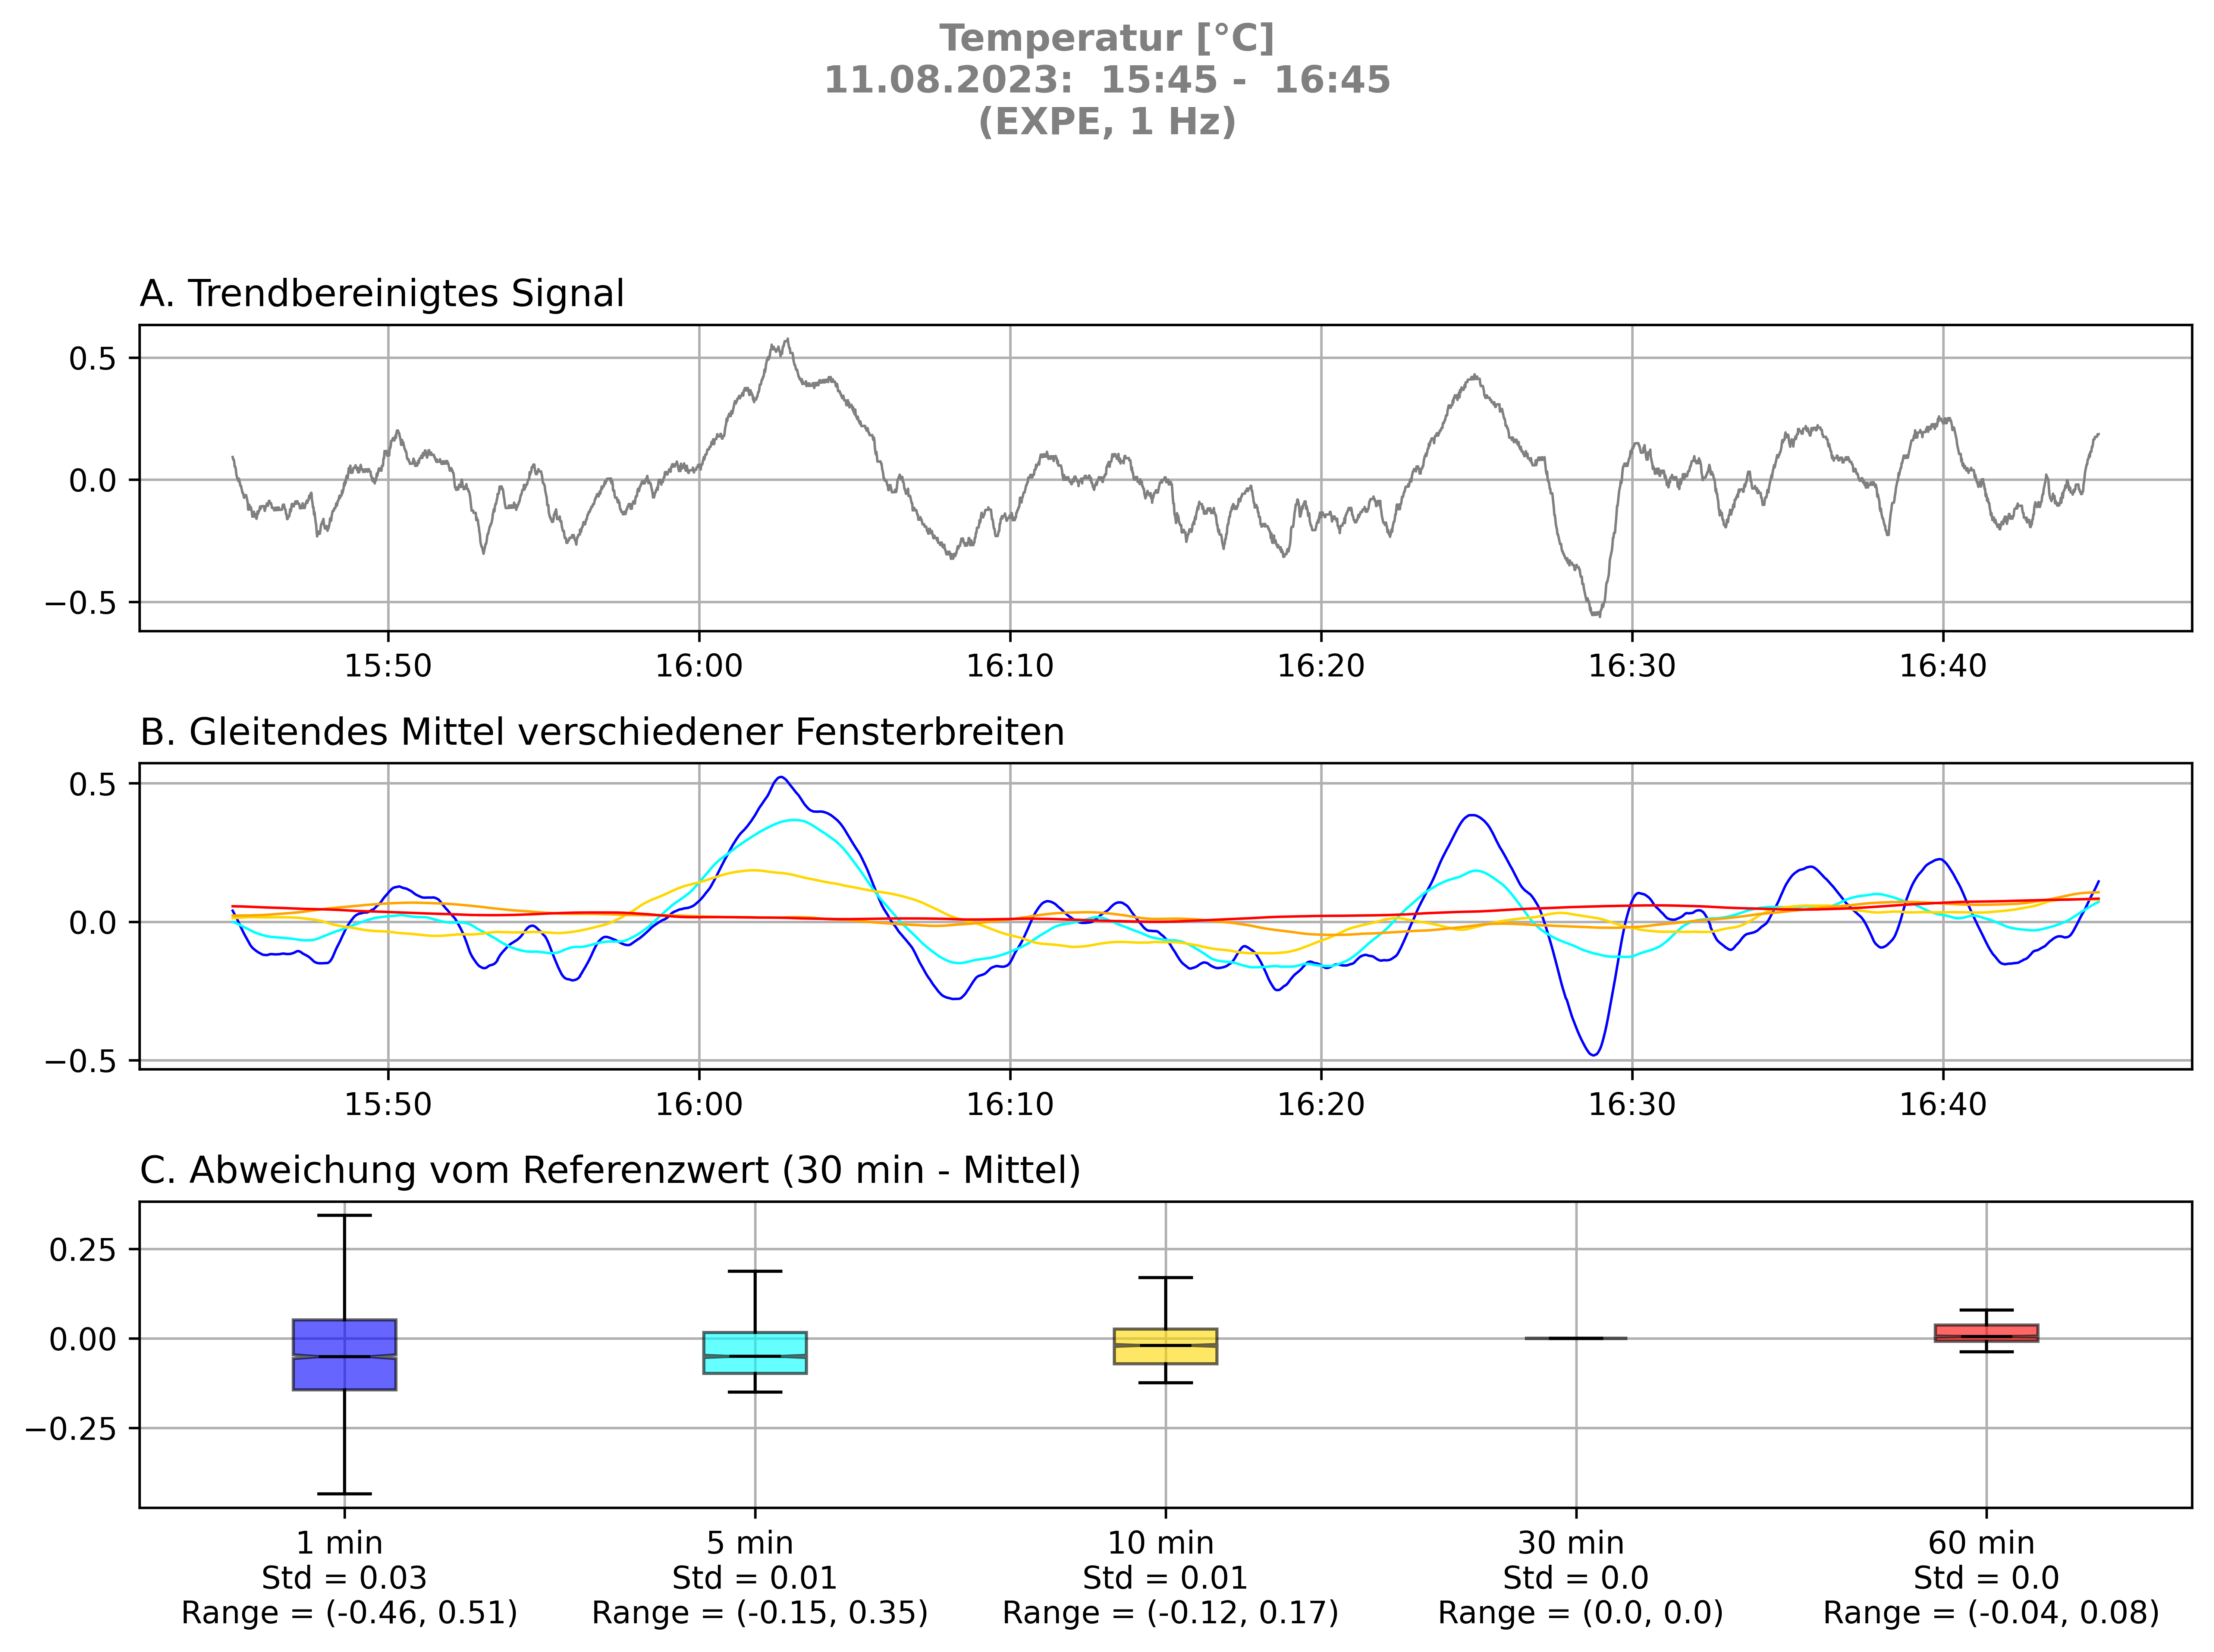 Temperatur [°C]
11.08.2023:  15:45 -  16:45
(EXPE, 1 Hz)
A. Trendbereinigtes Signal
0.5
0.0
−0.5
15:50 16:00 16:10 16:20 16:30 16:40
B. Gleitendes Mittel verschiedener Fensterbreiten
0.5
0.0
−0.5
15:50 16:00 16:10 16:20 16:30 16:40
C. Abweichung vom Referenzwert (30 min - Mittel)
0.25
0.00
−0.25
1 min 5 min 10 min 30 min 60 min
Std = 0.03 Std = 0.01 Std = 0.01 Std = 0.0 Std = 0.0
Range = (-0.46, 0.51) Range = (-0.15, 0.35) Range = (-0.12, 0.17) Range = (0.0, 0.0) Range = (-0.04, 0.08)